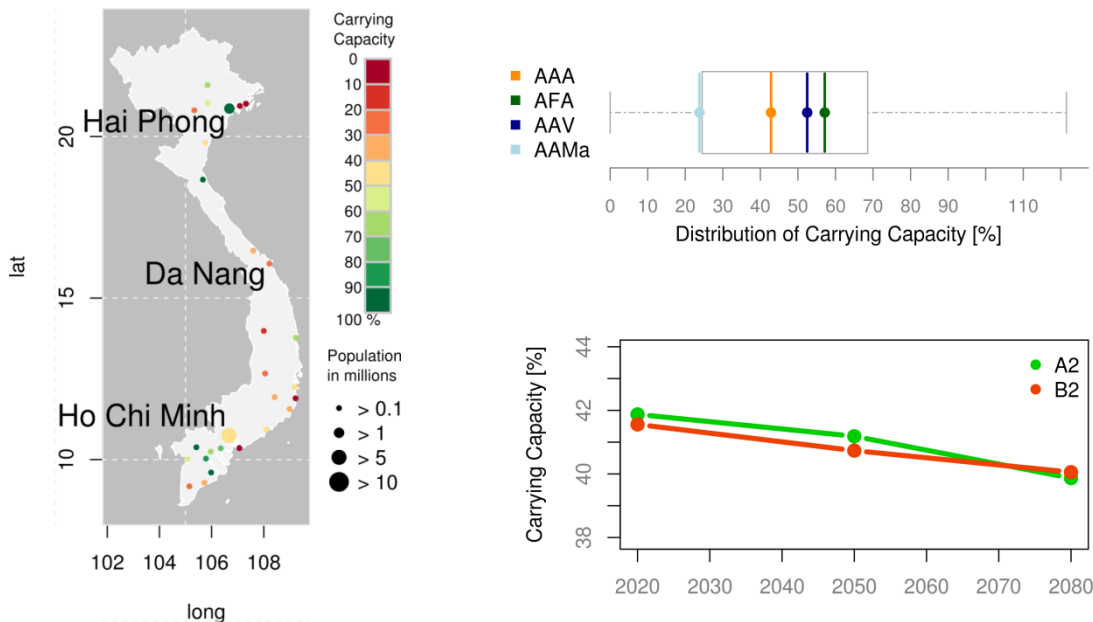 Carrying
Capacity
0
10
20
30
40
50
60
70
80
90
100 %
Hai Phong
Da Nang
Ho Chi Minh
lat
20
15
10
102 104 106 108
long
Population
in millions
> 0.1
> 1
> 5
> 10
AAA
AFA
AAV
AAMa
0 10 20 30 40 50 60 70 80 90 110
Distribution of Carrying Capacity [%]
Carrying Capacity [%]
44
42
40
38
A2
B2
2020 2030 2040 2050 2060 2070 2080